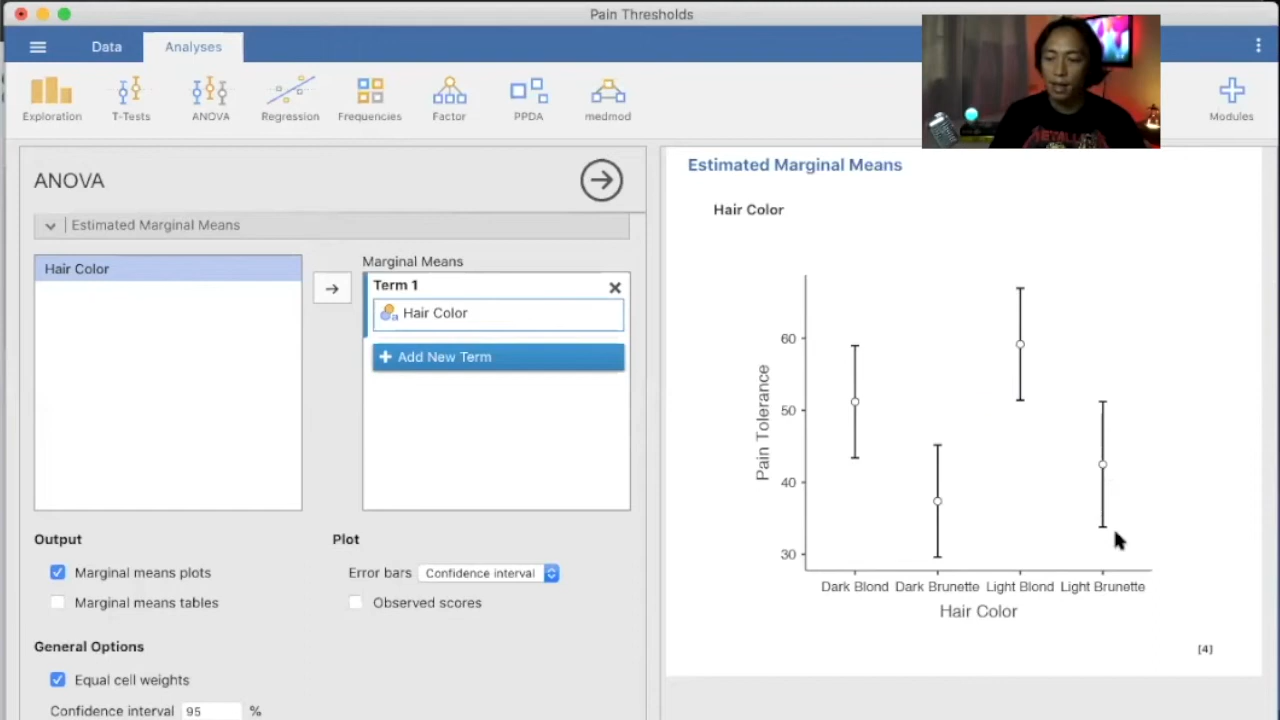 Pain Thresholds
Data
Analyses
Exploration
T-Tests
ANOVA
Regression
Frequencies
Factor
PPDA
medmod
Modules
METALLICA
ANOVA
Estimated Marginal Means
Hair Color
Marginal Means
Term 1
Hair Color
Add New Term
Output
Marginal means plots
Marginal means tables
Plot
Error bars Confidence interval
Observed scores
General Options
Equal cell weights
Confidence interval 95 %
Estimated Marginal Means
Hair Color
60
50
40
30
Pain Tolerance
Dark Blond Dark Brunette Light Blond Light Brunette
Hair Color
[4]